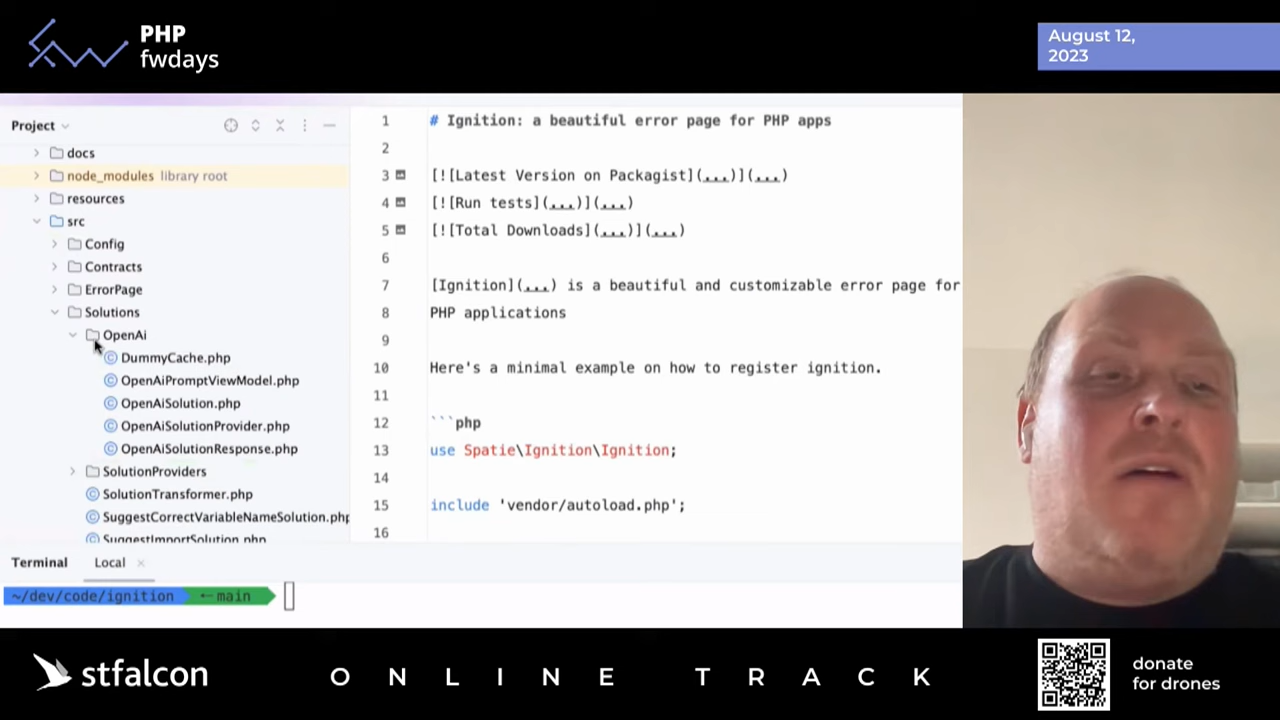 PHP
fwdays
August 12,
2023
Project
docs
node_modules library root
resources
src
Config
Contracts
ErrorPage
Solutions
OpenAi
DummyCache.php
OpenAiPromptViewModel.php
OpenAiSolution.php
OpenAiSolutionProvider.php
OpenAiSolutionResponse.php
SolutionProviders
SolutionTransformer.php
SuggestCorrectVariableNameSolution.php
SuggestImportSolution.php
1 # Ignition: a beautiful error page for PHP apps
2
3 [![Latest Version on Packagist](...)](...)
4 [![Run tests](...)](...)
5 [![Total Downloads](...)](...)
6
7 [Ignition](...) is a beautiful and customizable error page for
8 PHP applications
9
10 Here's a minimal example on how to register ignition.
11
12 ```php
13 use Spatie\Ignition\Ignition;
14
15 include 'vendor/autoload.php';
16
Terminal Local
~/dev/code/ignition main
stfalcon
ONLINE TRACK
donate
for drones